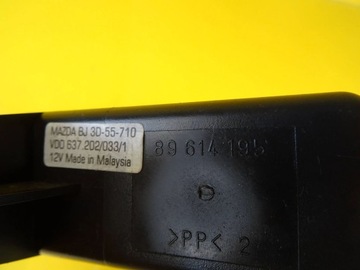 MAZDA BJ 3D-55-710
VDO 637.202/033/1
12V Made in Malaysia
89 614 195
>PP< 2